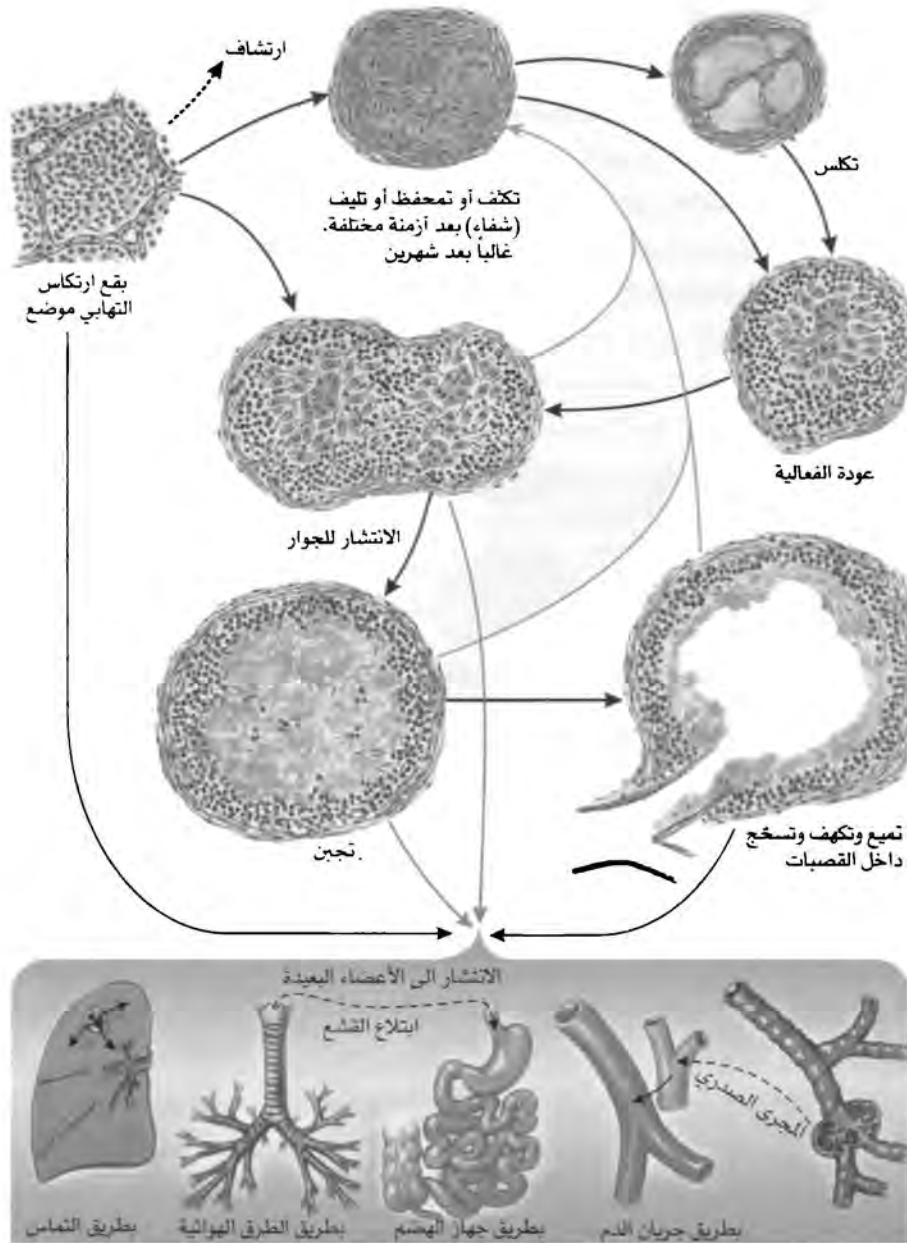 ارتشاف
تكثف أو تمحفظ أو تليف
(شفاء) بعد أزمنة مختلفة.
غالباً بعد شهرين
تكلس
بقع ارتكاس
التهابي موضع
عودة الفعالية
الانتشار للجوار
تجبن
تميع وتكهف وتسحّج
داخل القصبات
الانتشار الى الأعضاء البعيدة
ابتلاع القشع
المجرى الصدري
بطريق جريان الدم
بطريق جهاز الهضم
بطريق الطرق الهوائية
بطريق التماس